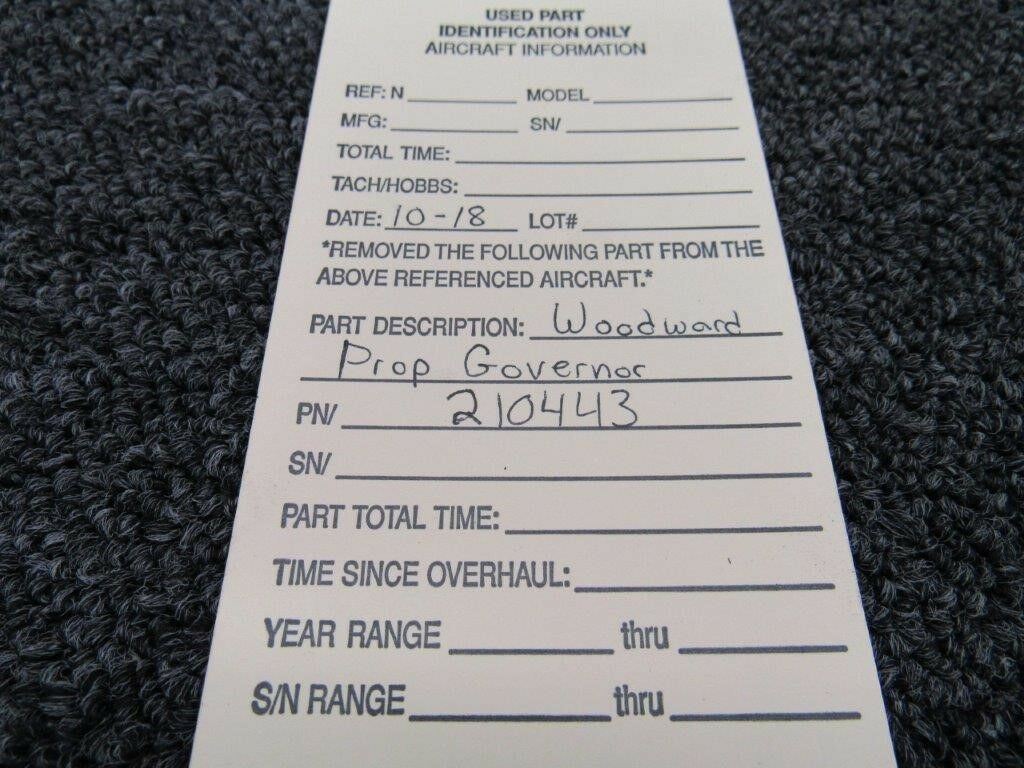 USED PART
IDENTIFICATION ONLY
AIRCRAFT INFORMATION
REF: N MODEL
MFG: SN/
TOTAL TIME:
TACH/HOBBS:
DATE: 10-18 LOT#
*REMOVED THE FOLLOWING PART FROM THE
ABOVE REFERENCED AIRCRAFT.*
PART DESCRIPTION: Woodward
Prop Governor
PN/ 210443
SN/
PART TOTAL TIME:
TIME SINCE OVERHAUL:
YEAR RANGE thru
S/N RANGE thru